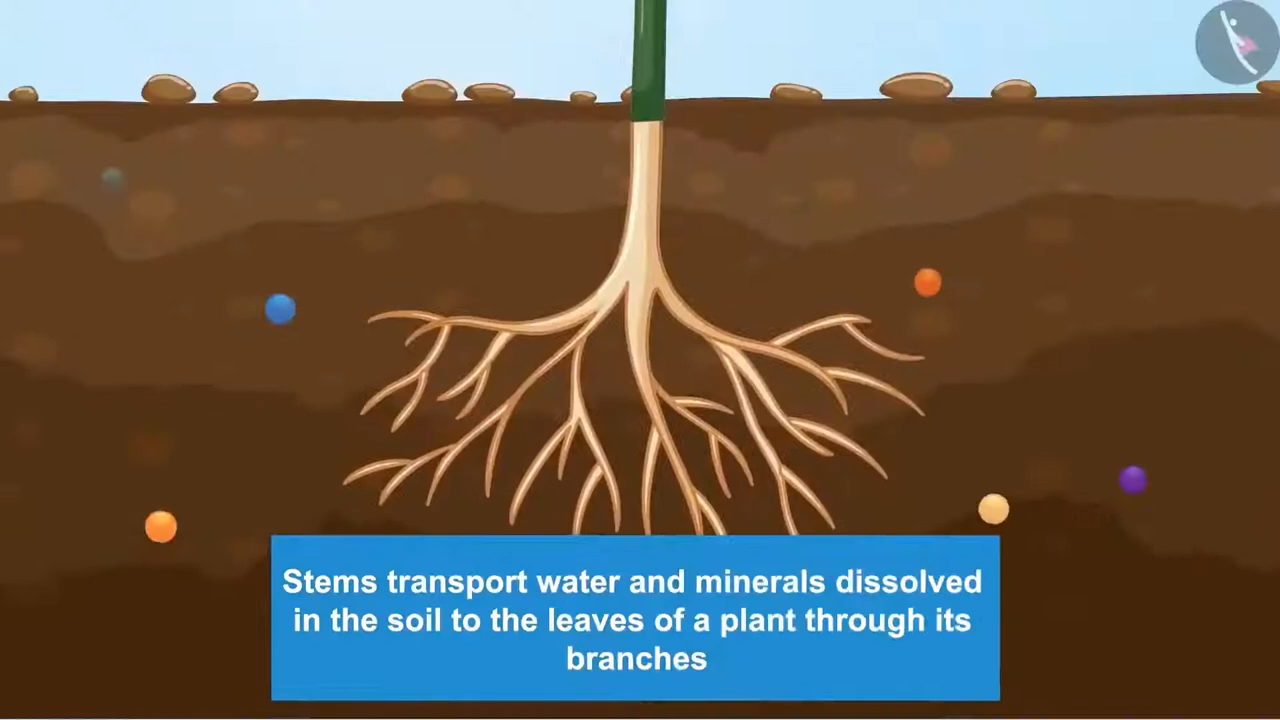 Stems transport water and minerals dissolved
in the soil to the leaves of a plant through its
branches